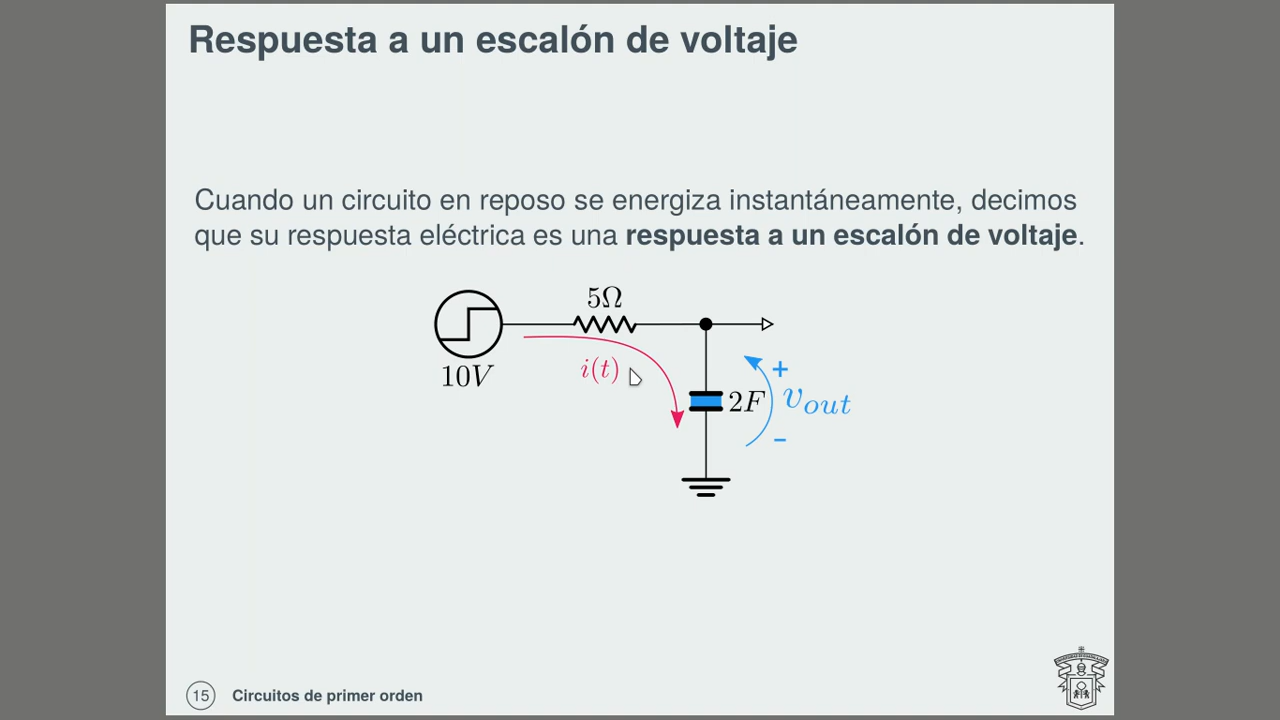 Respuesta a un escalón de voltaje
Cuando un circuito en reposo se energiza instantáneamente, decimos
que su respuesta eléctrica es una respuesta a un escalón de voltaje.
5Ω
10V
i(t)
+
2F
v_out
-
15 Circuitos de primer orden